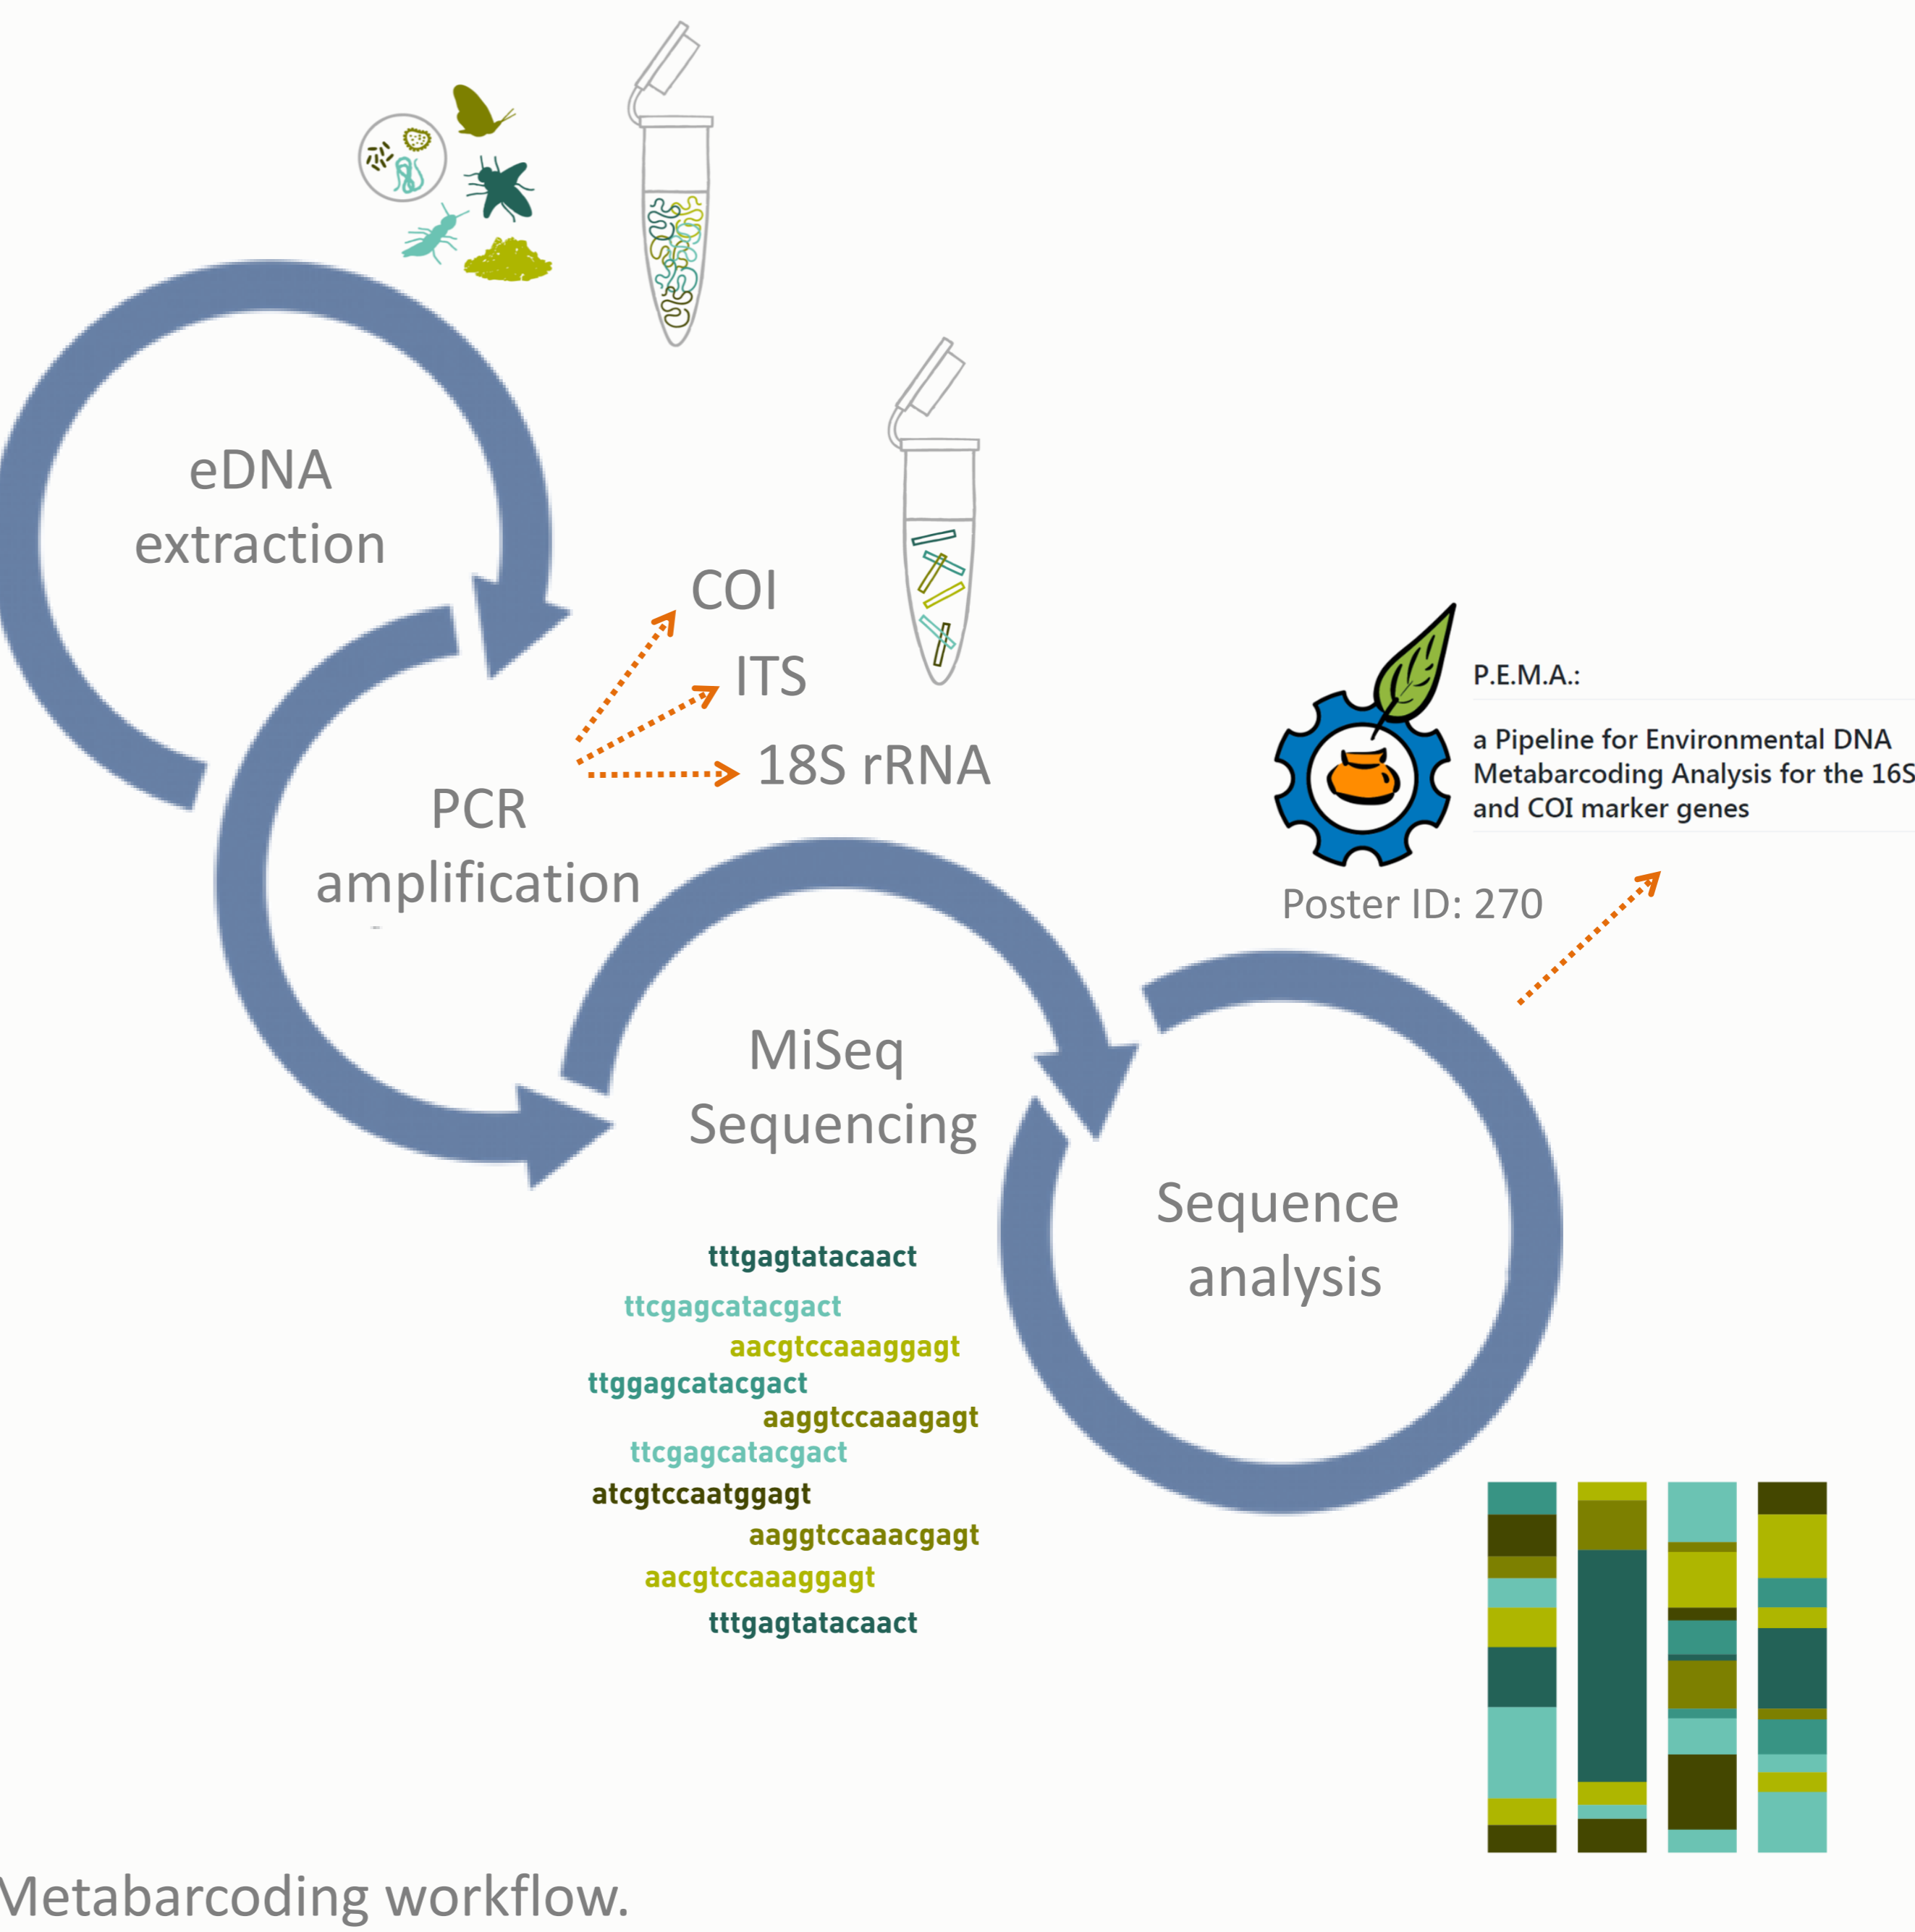 eDNA
extraction
COI
ITS
18S rRNA
PCR
amplification
P.E.M.A.:
a Pipeline for Environmental DNA
Metabarcoding Analysis for the 16S
and COI marker genes
Poster ID: 270
MiSeq
Sequencing
Sequence
analysis
tttgagtatacaact
ttcgagcatacgact
aacgtccaaaggagt
ttggagcatacgact
aaggtccaaagagt
ttcgagcatacgact
atcgtccaatggagt
aaggtccaaacgagt
aacgtccaaaggagt
tttgagtatacaact
Metabarcoding workflow.